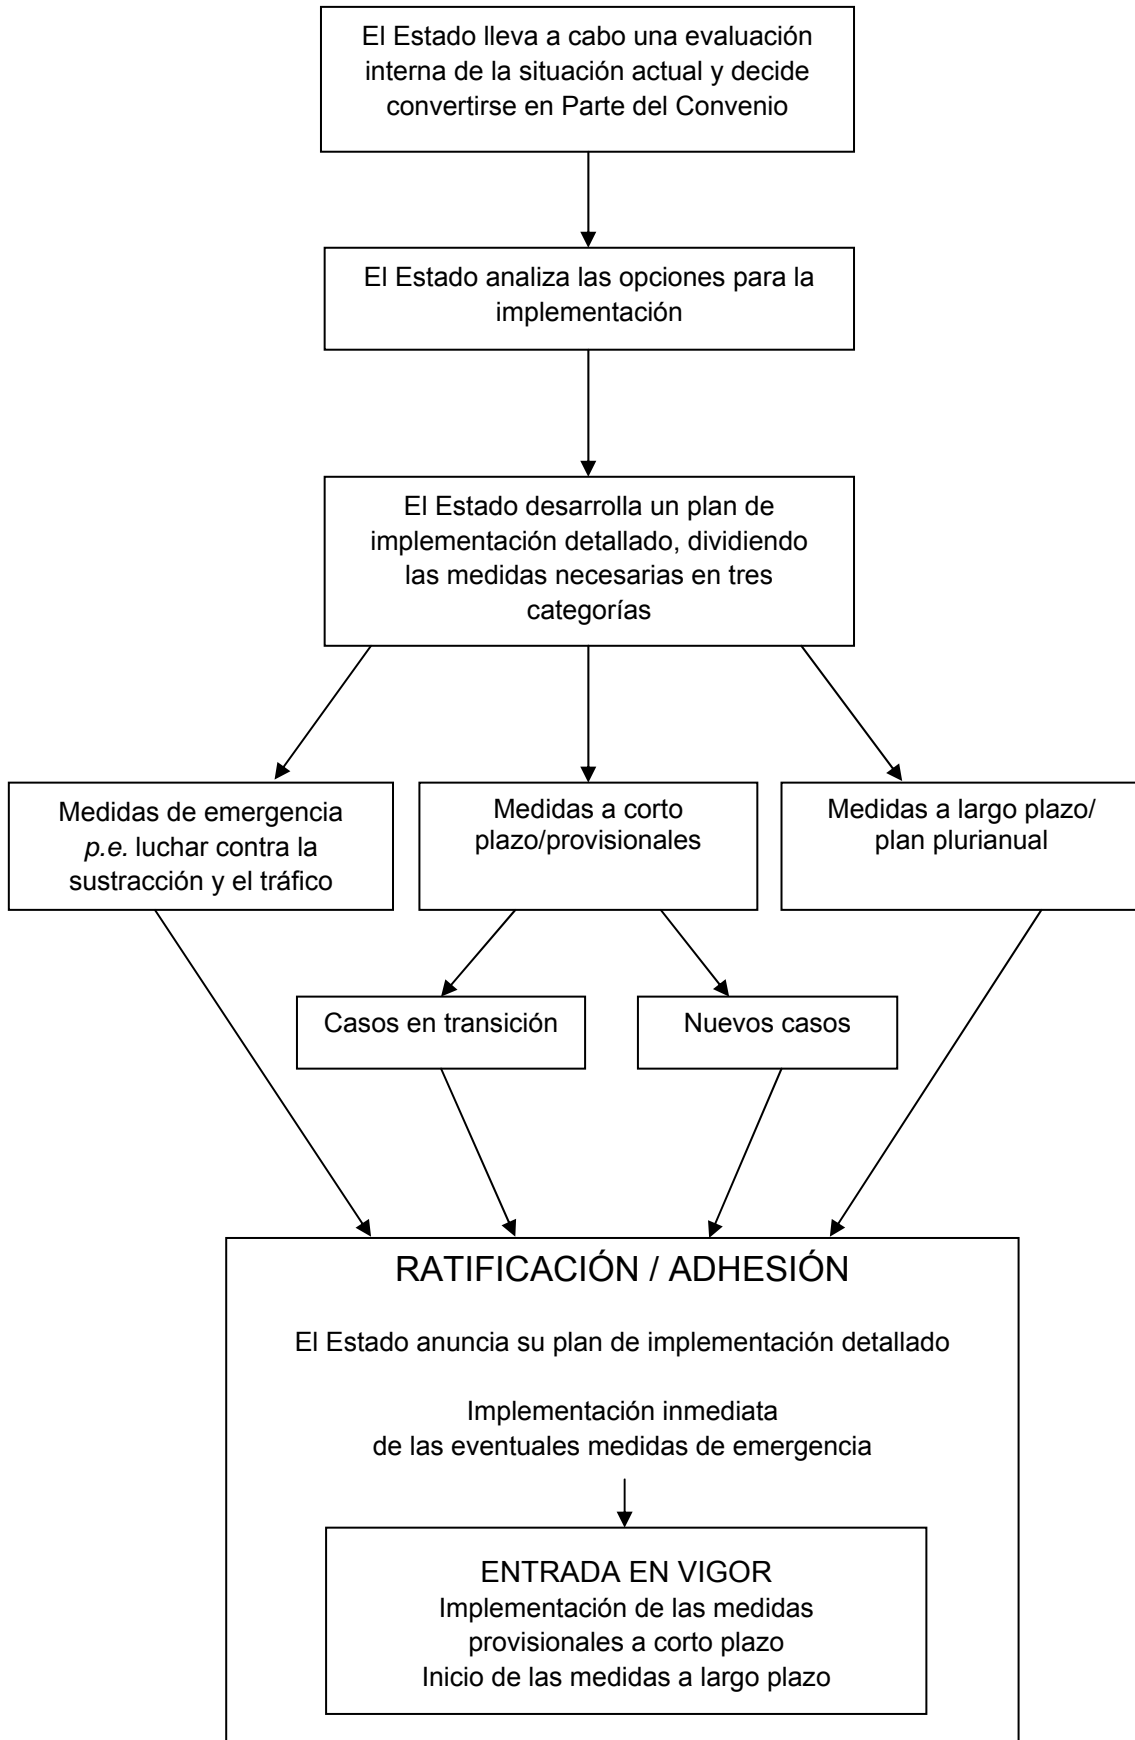 El Estado lleva a cabo una evaluación
interna de la situación actual y decide
convertirse en Parte del Convenio
El Estado analiza las opciones para la
implementación
El Estado desarrolla un plan de
implementación detallado, dividiendo
las medidas necesarias en tres
categorías
Medidas de emergencia
p.e. luchar contra la
sustracción y el tráfico
Medidas a corto
plazo/provisionales
Medidas a largo plazo/
plan plurianual
Casos en transición
Nuevos casos
RATIFICACIÓN / ADHESIÓN
El Estado anuncia su plan de implementación detallado
Implementación inmediata
de las eventuales medidas de emergencia
ENTRADA EN VIGOR
Implementación de las medidas
provisionales a corto plazo
Inicio de las medidas a largo plazo